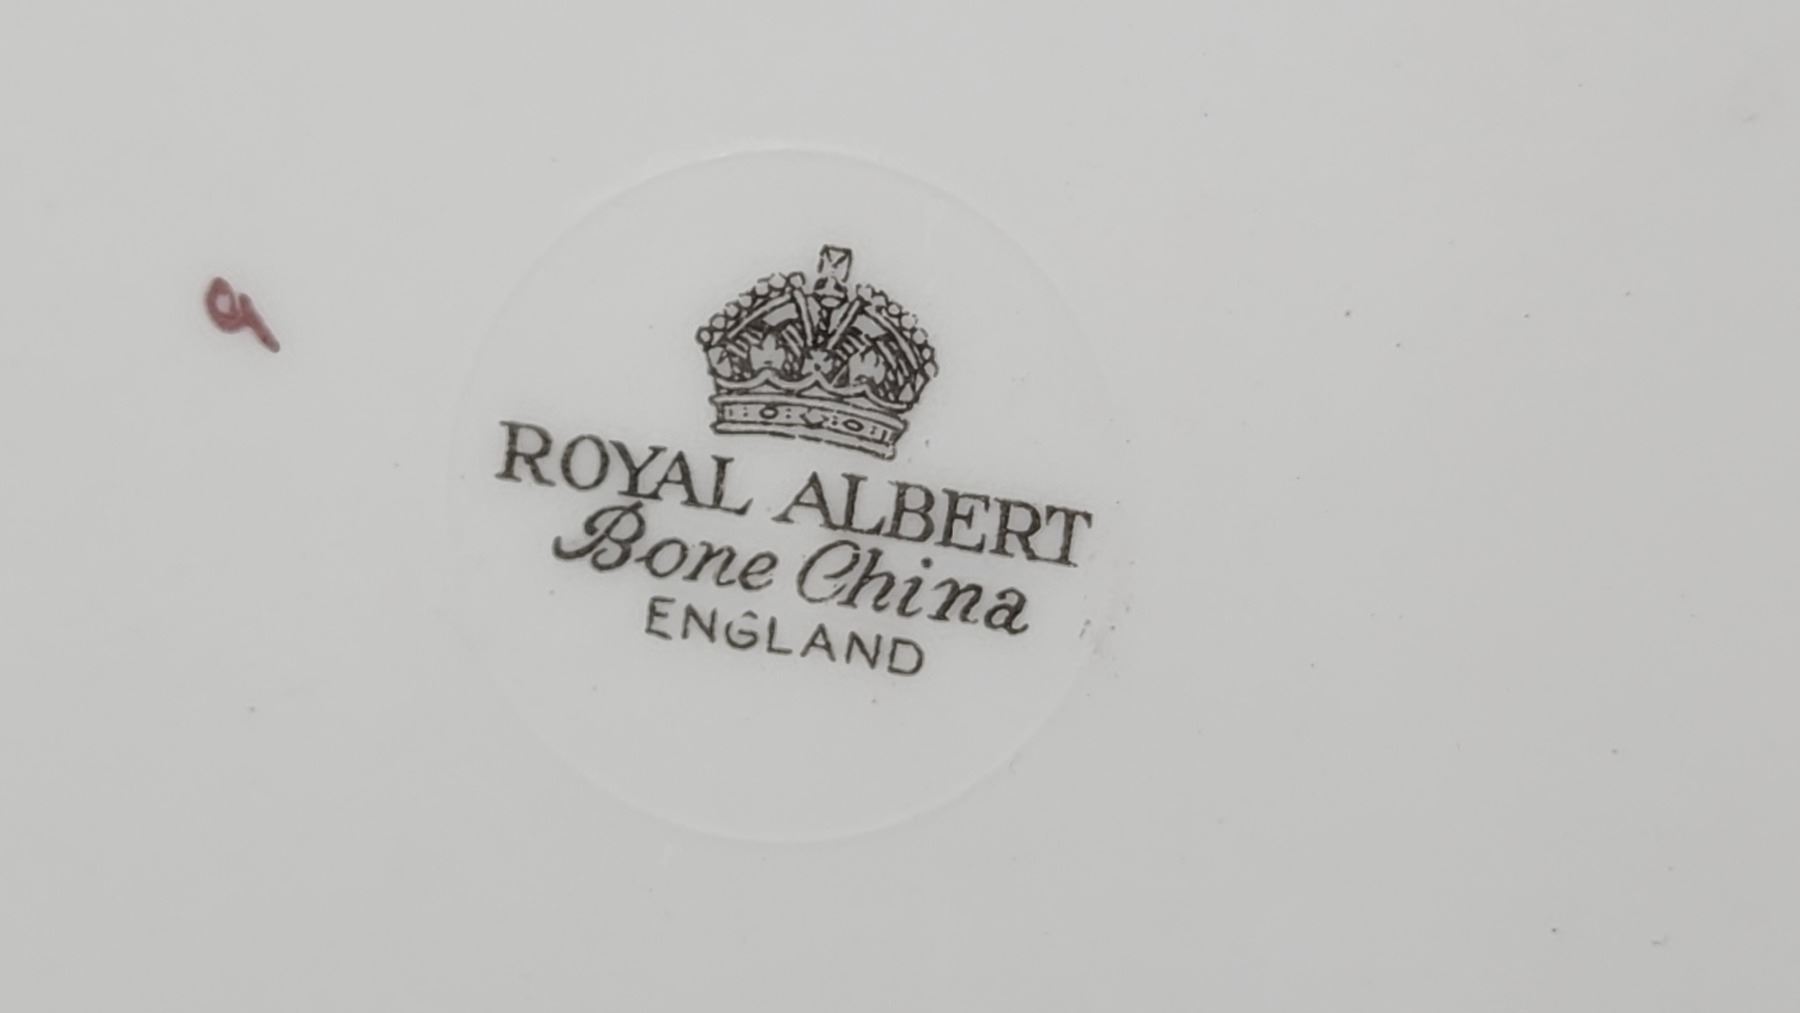 ROYAL ALBERT
Bone China
ENGLAND